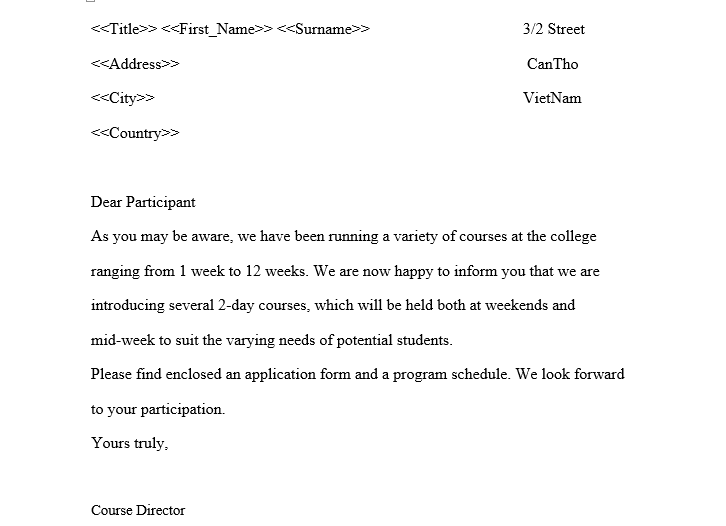 <<Title>> <<First_Name>> <<Surname>> 3/2 Street
<<Address>> CanTho
<<City>> VietNam
<<Country>>
Dear Participant
As you may be aware, we have been running a variety of courses at the college
ranging from 1 week to 12 weeks. We are now happy to inform you that we are
introducing several 2-day courses, which will be held both at weekends and
mid-week to suit the varying needs of potential students.
Please find enclosed an application form and a program schedule. We look forward
to your participation.
Yours truly,
Course Director